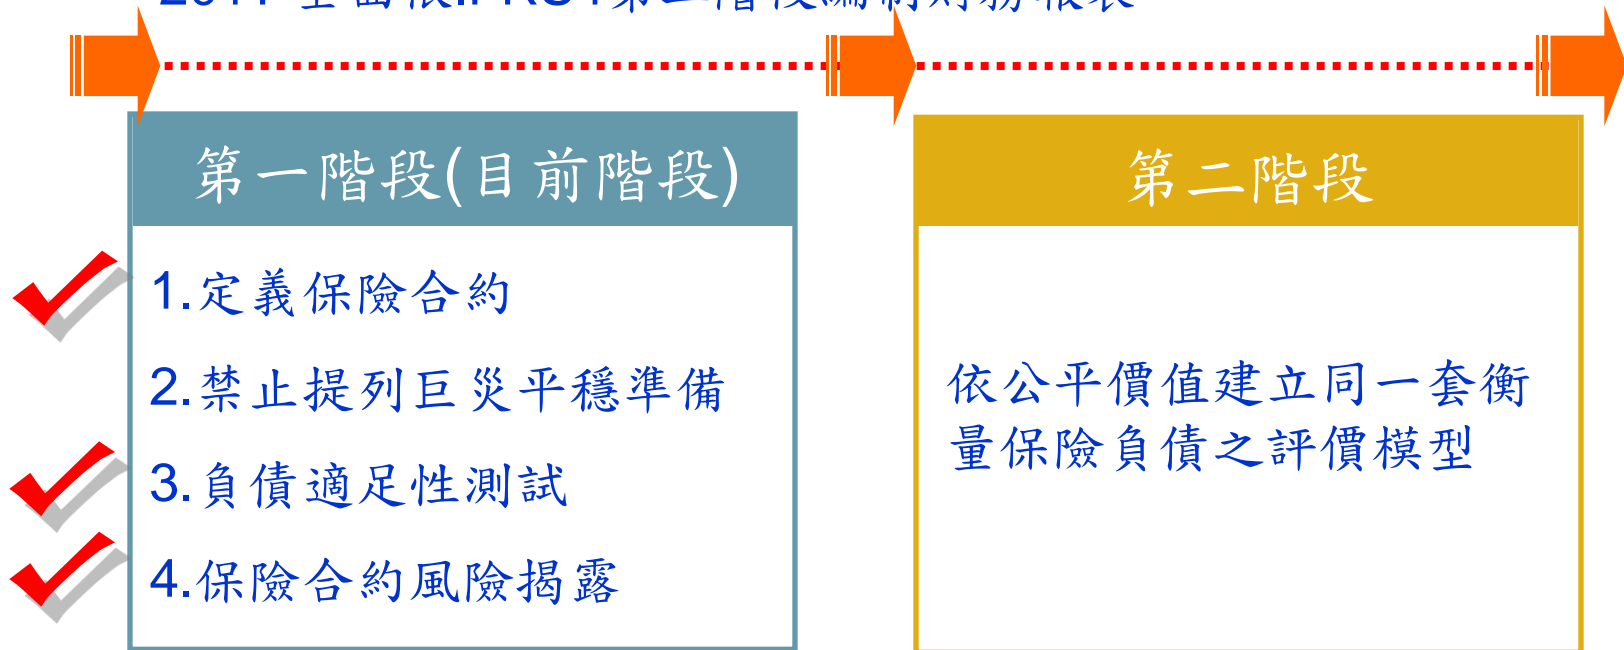 第一階段(目前階段)
1.定義保險合約
2.禁止提列巨災平穩準備
3.負債適足性測試
4.保險合約風險揭露
第二階段
依公平價值建立同一套衡
量保險負債之評價模型